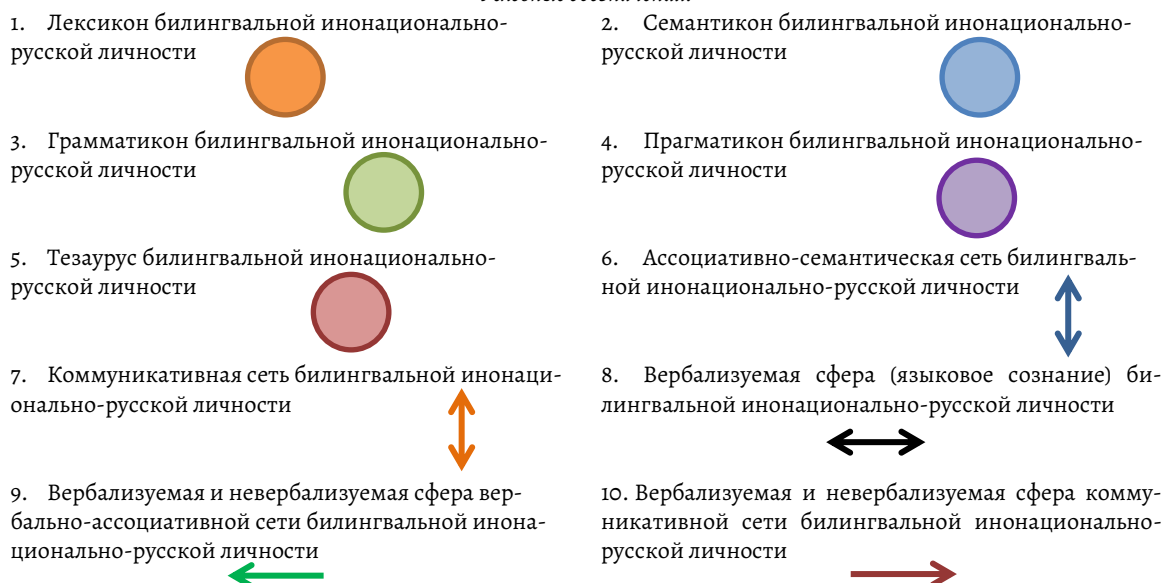 1. Лексикон билингвальной инонационально-
русской личности
2. Семантикон билингвальной инонационально-
русской личности
3. Грамматикон билингвальной инонационально-
русской личности
4. Прагматикон билингвальной инонационально-
русской личности
5. Тезаурус билингвальной инонационально-
русской личности
6. Ассоциативно-семантическая сеть билингваль-
ной инонационально-русской личности
7. Коммуникативная сеть билингвальной инонаци-
онально-русской личности
8. Вербализуемая сфера (языковое сознание) би-
лингвальной инонационально-русской личности
9. Вербализуемая и невербализуемая сфера вер-
бально-ассоциативной сети билингвальной инона-
ционально-русской личности
10. Вербализуемая и невербализуемая сфера комму-
никативной сети билингвальной инонационально-
русской личности